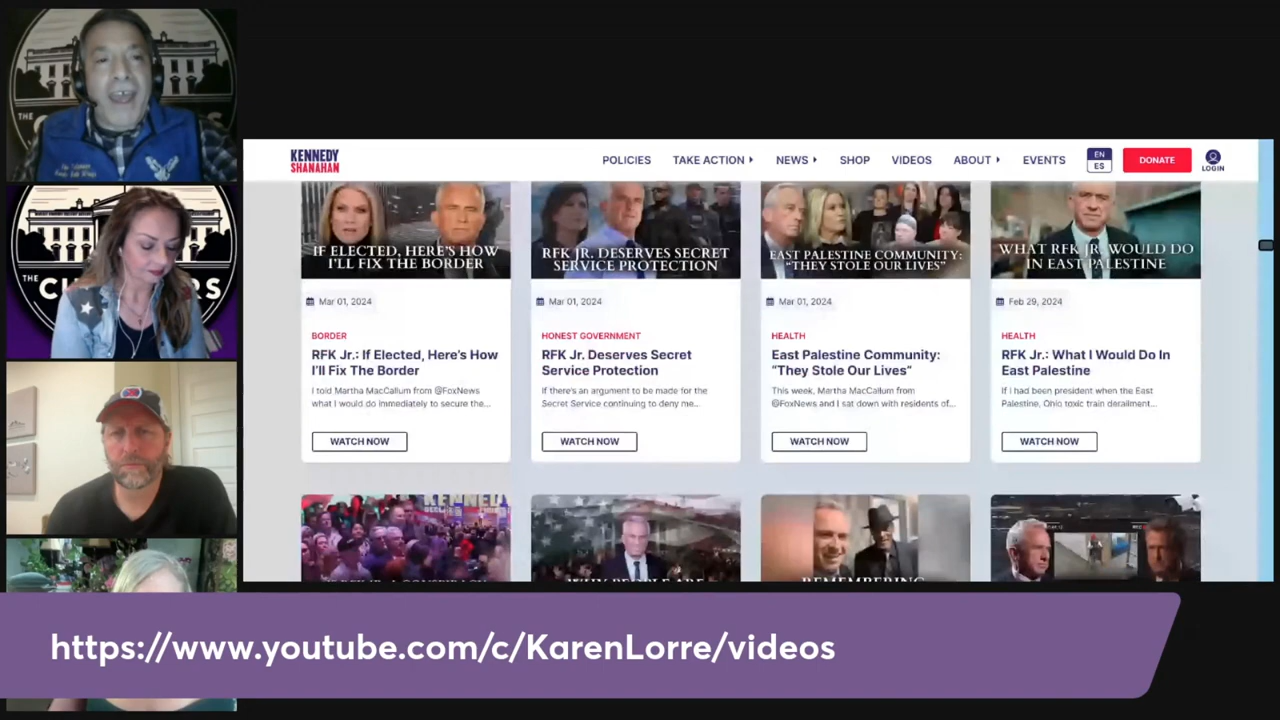 THE
THE
KENNEDY
SHANAHAN
POLICIES
TAKE ACTION
NEWS
SHOP
VIDEOS
ABOUT
EVENTS
EN
ES
DONATE
LOGIN
IF ELECTED, HERE'S HOW
I'LL FIX THE BORDER
RFK JR. DESERVES SECRET
SERVICE PROTECTION
EAST PALESTINE COMMUNITY:
"THEY STOLE OUR LIVES"
WHAT RFK JR. WOULD DO
IN EAST PALESTINE
Mar 01, 2024
Mar 01, 2024
Mar 01, 2024
Feb 29, 2024
BORDER
HONEST GOVERNMENT
HEALTH
HEALTH
RFK Jr.: If Elected, Here's How
I'll Fix The Border
RFK Jr. Deserves Secret
Service Protection
East Palestine Community:
"They Stole Our Lives"
RFK Jr.: What I Would Do In
East Palestine
I told Martha MacCallum from @FoxNews
what I would do immediately to secure the...
If there's an argument to be made for the
Secret Service continuing to deny me...
This week, Martha MacCallum from
@FoxNews and I sat down with residents of...
If I had been president when the East
Palestine, Ohio toxic train derailment...
WATCH NOW
WATCH NOW
WATCH NOW
WATCH NOW
KENNEDY
WHY PEOPLE ARE
REMEMBERING
https://www.youtube.com/c/KarenLorre/videos